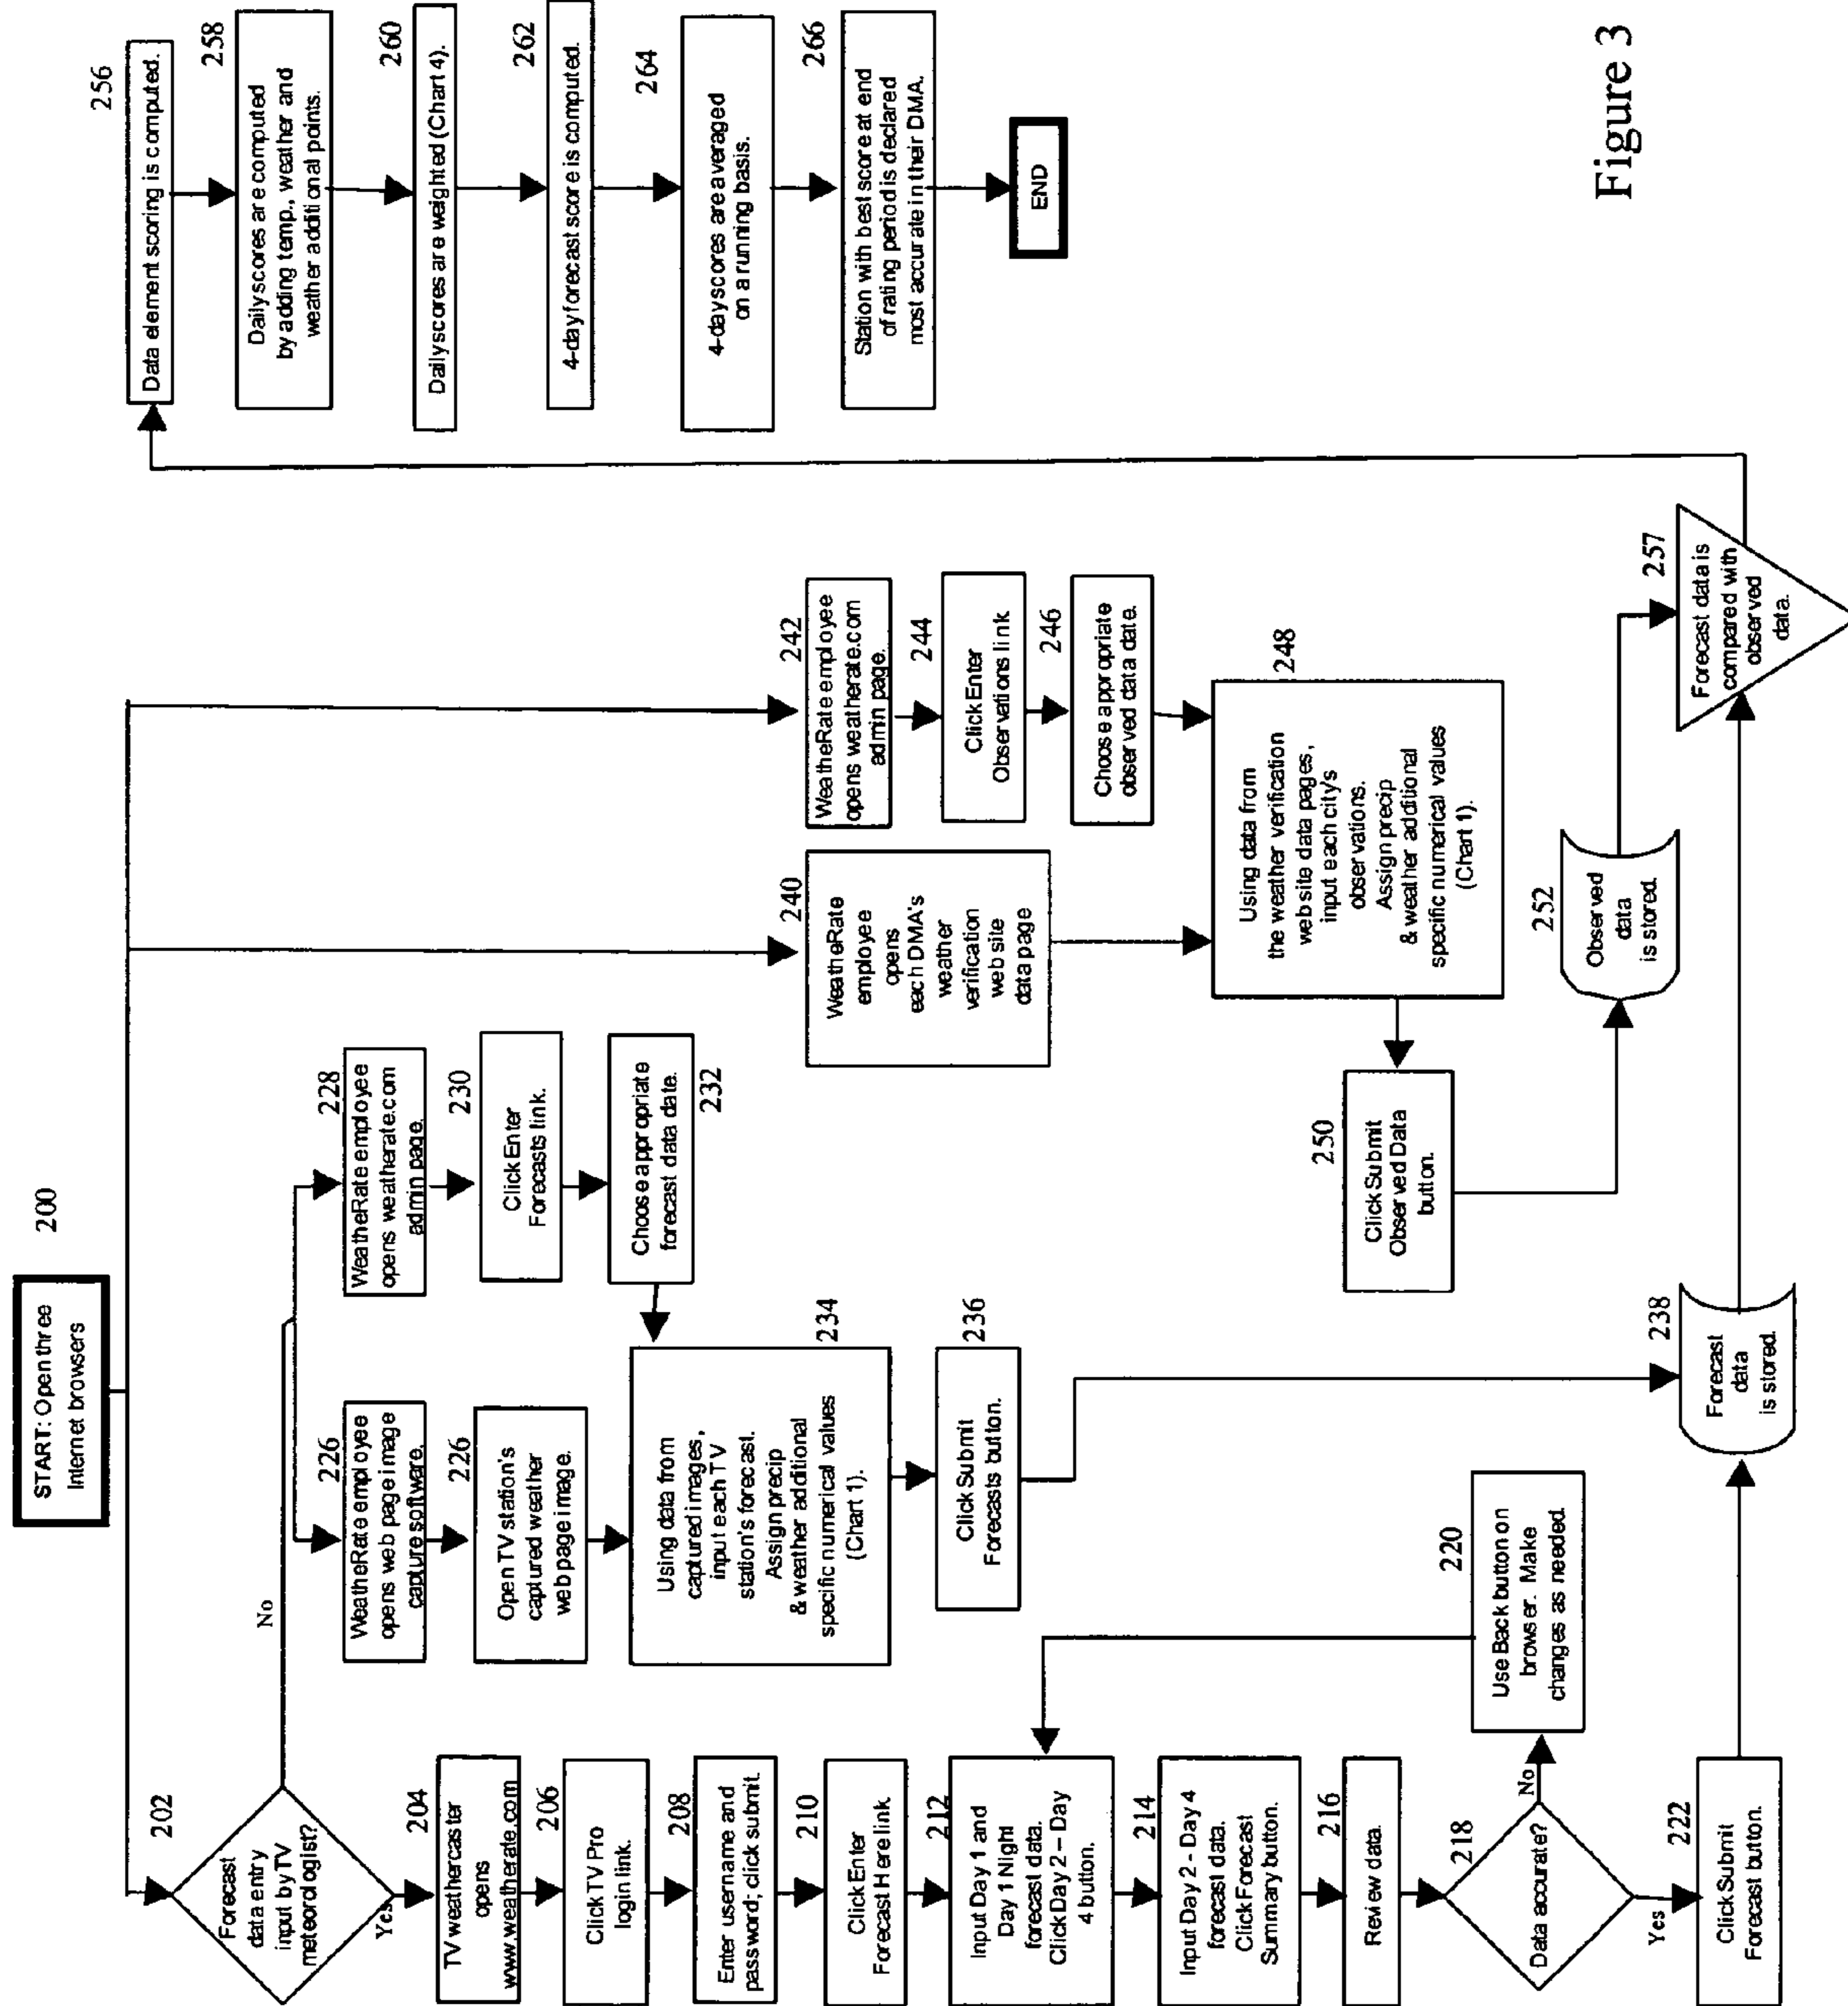 200
START: Open three
Internet browsers
202
Forecast
data entry
input by TV
meteorologist?
Yes
No
204
TV weathercaster
opens
www.weatherate.com
206
Click TV Pro
login link.
208
Enter username and
password; click submit.
210
Click Enter
Forecast Here link
212
Input Day 1 and
Day 1 Night
forecast data.
Click Day 2 – Day
4 button.
214
Input Day 2 - Day 4
forecast data.
Click Forecast
Summary button.
216
Review data.
218
Data accurate?
No
Yes
220
Use Back button on
browser. Make
changes as needed.
222
Click Submit
Forecast button.
226
WeatheRate employee
opens web page image
capture software.
226
Open TV station's
captured weather
web page image.
228
WeatheRate employee
opens weatherate.com
admin page.
230
Click Enter
Forecasts link.
232
Choose appropriate
forecast data date.
234
Using data from
captured images,
input each TV
station's forecast.
Assign precip
& weather additional
specific numerical values
(Chart 1).
236
Click Submit
Forecasts button.
238
Forecast
data
is stored.
240
WeatheRate
employee
opens
each DMA's
weather
verification
web site
data page
242
WeatheRate employee
opens weatherate.com
admin page.
244
Click Enter
Observations link
246
Choose appropriate
observed data date.
248
Using data from
the weather verification
web site data pages,
input each city's
observations.
Assign precip
& weather additional
specific numerical values
(Chart 1).
250
Click Submit
Observed Data
button.
252
Observed
data
is stored.
257
Forecast data is
compared with
observed
data.
256
Data element scoring is computed.
258
Daily scores are computed
by adding temp., weather and
weather additional points.
260
Daily scores are weighted (Chart 4).
262
4-day forecast score is computed.
264
4-day scores are averaged
on a running basis.
266
Station with best score at end
of rating period is declared
most accurate in their DMA.
END
Figure 3